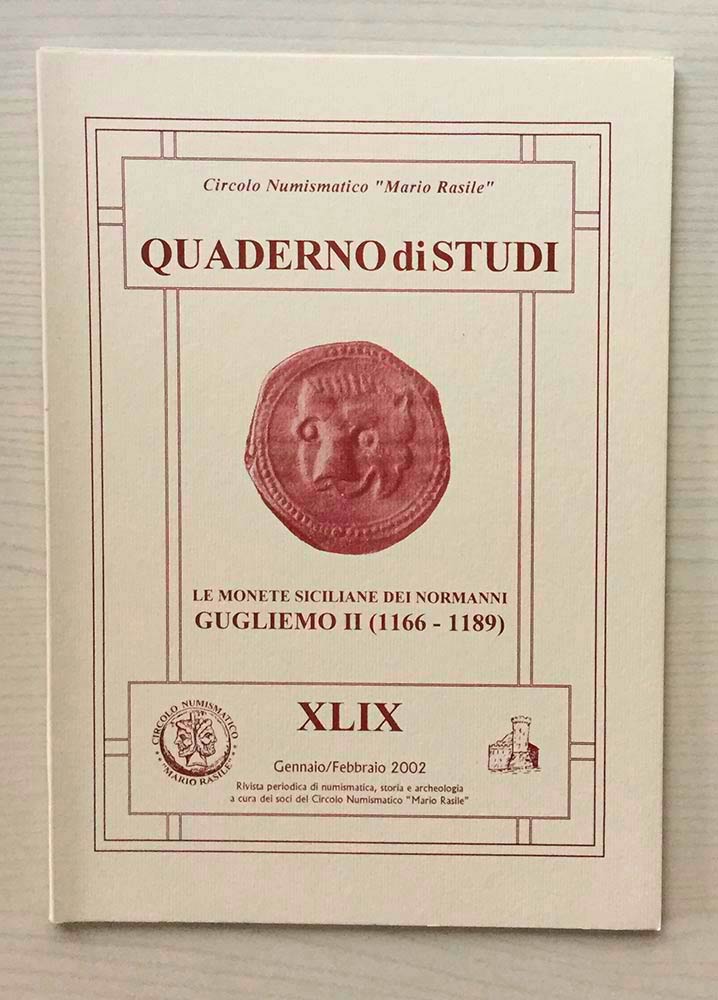 Circolo Numismatico "Mario Rasile"
QUADERNO di STUDI
LE MONETE SICILIANE DEI NORMANNI
GUGLIEMO II (1166 - 1189)
XLIX
CIRCOLO NUMISMATICO
"MARIO RASILE"
Gennaio/Febbraio 2002
Rivista periodica di numismatica, storia e archeologia
a cura dei soci del Circolo Numismatico "Mario Rasile"